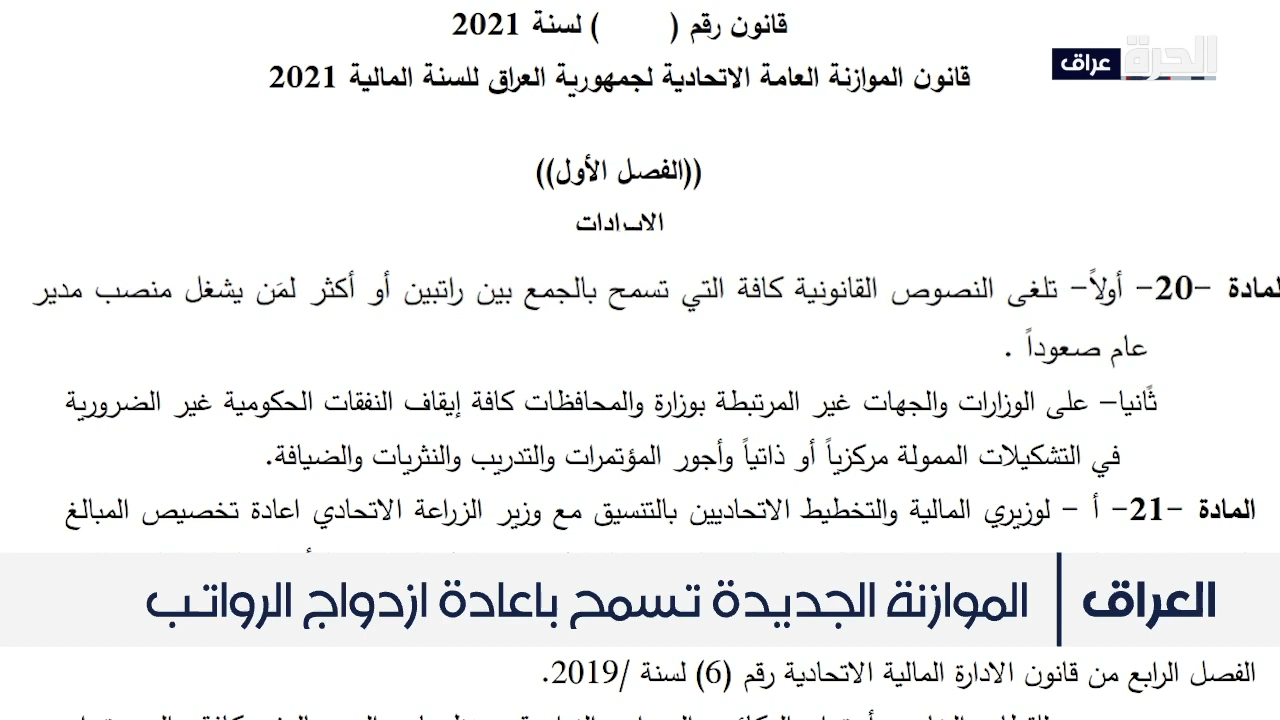 قانون رقم (      ) لسنة 2021
الحرة
عراق
قانون الموازنة العامة الاتحادية لجمهورية العراق للسنة المالية 2021
((الفصل الأول))
الايرادات
لمادة -20- أولاً- تلغى النصوص القانونية كافة التي تسمح بالجمع بين راتبين أو أكثر لمَن يشغل منصب مدير
عام صعوداً .
ثانيا- على الوزارات والجهات غير المرتبطة بوزارة والمحافظات كافة إيقاف النفقات الحكومية غير الضرورية
في التشكيلات الممولة مركزياً أو ذاتياً وأجور المؤتمرات والتدريب والنثريات والضيافة.
المادة -21- أ - لوزيري المالية والتخطيط الاتحاديين بالتنسيق مع وزير الزراعة الاتحادي اعادة تخصيص المبالغ
العراق | الموازنة الجديدة تسمح باعادة ازدواج الرواتب
الفصل الرابع من قانون الادارة المالية الاتحادية رقم (6) لسنة /2019.